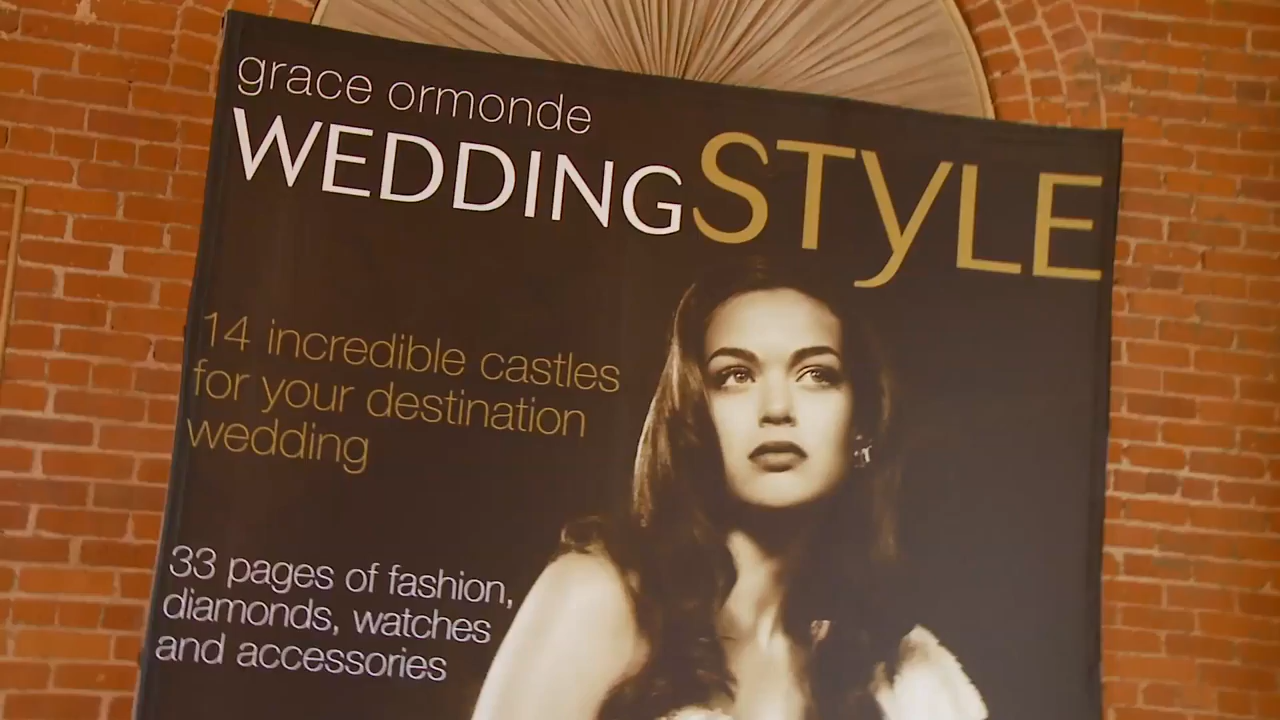 grace ormonde
WEDDINGSTYLE
14 incredible castles
for your destination
wedding
33 pages of fashion,
diamonds, watches
and accessories